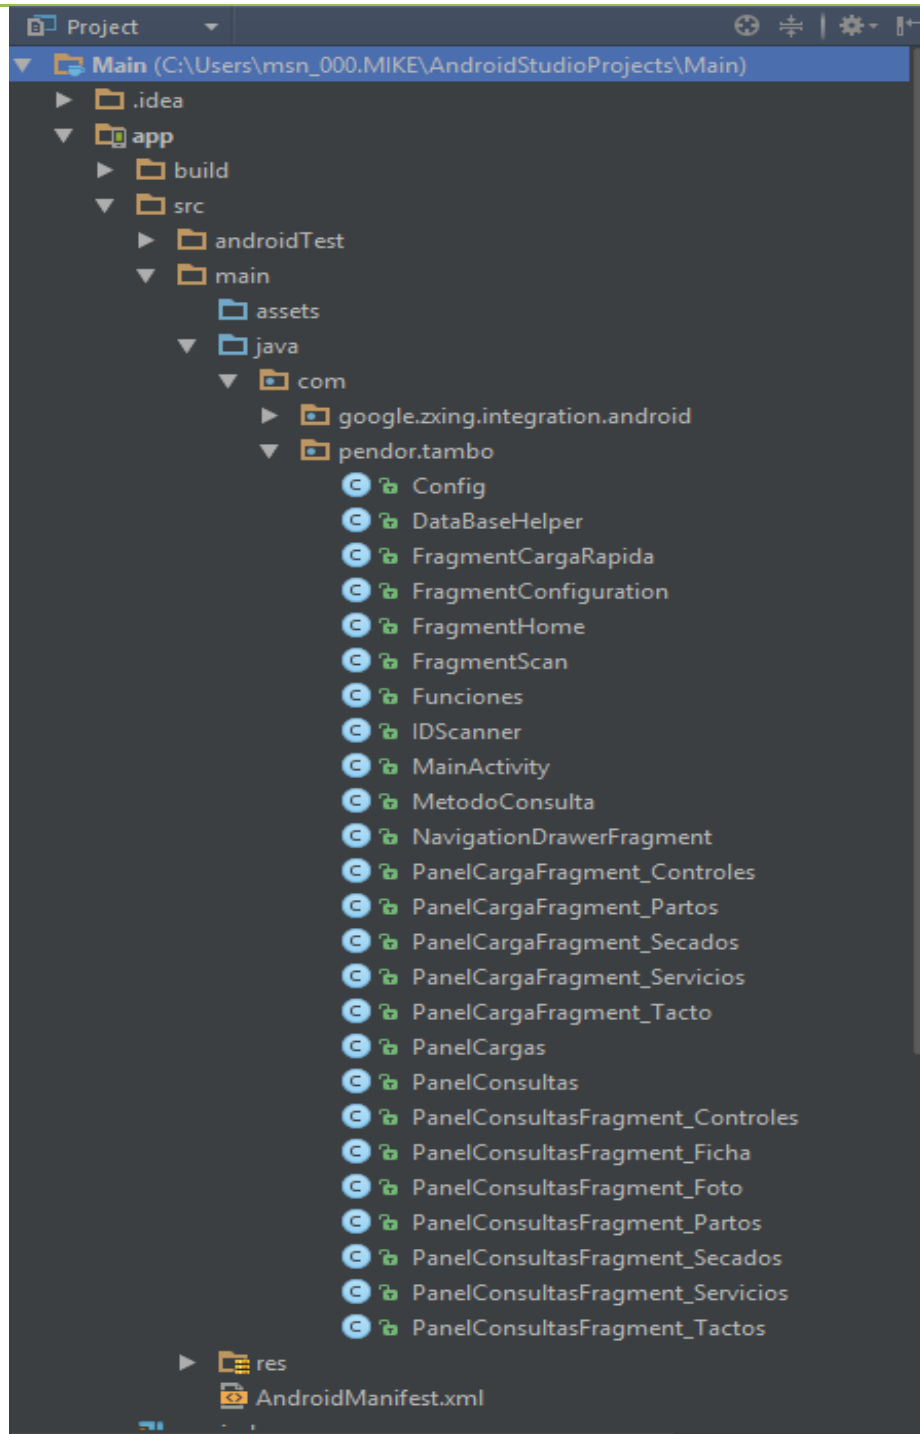 Project
Main (C:\Users\msn_000.MIKE\AndroidStudioProjects\Main)
.idea
app
build
src
androidTest
main
assets
java
com
google.zxing.integration.android
pendor.tambo
C Config
C DataBaseHelper
C FragmentCargaRapida
C FragmentConfiguration
C FragmentHome
C FragmentScan
C Funciones
C IDScanner
C MainActivity
C MetodoConsulta
C NavigationDrawerFragment
C PanelCargaFragment_Controles
C PanelCargaFragment_Partos
C PanelCargaFragment_Secados
C PanelCargaFragment_Servicios
C PanelCargaFragment_Tacto
C PanelCargas
C PanelConsultas
C PanelConsultasFragment_Controles
C PanelConsultasFragment_Ficha
C PanelConsultasFragment_Foto
C PanelConsultasFragment_Partos
C PanelConsultasFragment_Secados
C PanelConsultasFragment_Servicios
C PanelConsultasFragment_Tactos
res
AndroidManifest.xml